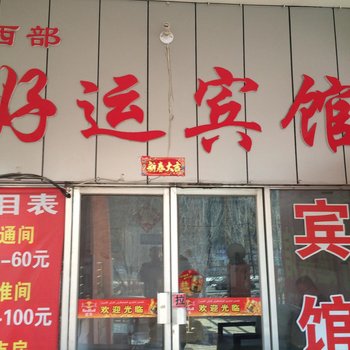 西部
好运宾馆
新春大吉
目表
通间
-60元
准间
-100元
宾馆
欢迎光临
欢迎光临
拉